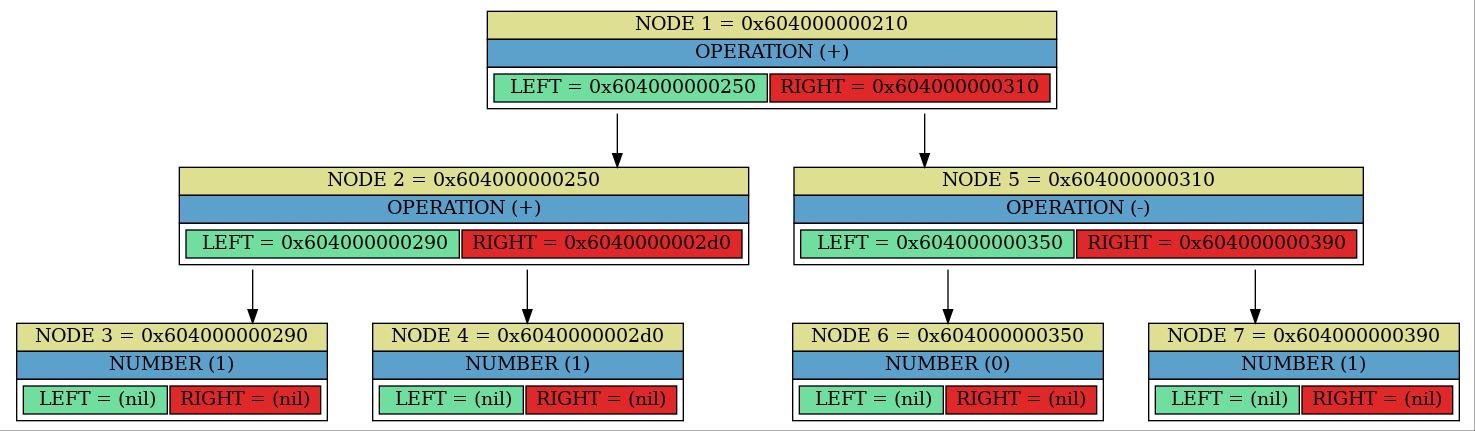 NODE 1 = 0x604000000210
OPERATION (+)
LEFT = 0x604000000250 RIGHT = 0x604000000310
NODE 2 = 0x604000000250
OPERATION (+)
LEFT = 0x604000000290 RIGHT = 0x6040000002d0
NODE 5 = 0x604000000310
OPERATION (-)
LEFT = 0x604000000350 RIGHT = 0x604000000390
NODE 3 = 0x604000000290
NUMBER (1)
LEFT = (nil) RIGHT = (nil)
NODE 4 = 0x6040000002d0
NUMBER (1)
LEFT = (nil) RIGHT = (nil)
NODE 6 = 0x604000000350
NUMBER (0)
LEFT = (nil) RIGHT = (nil)
NODE 7 = 0x604000000390
NUMBER (1)
LEFT = (nil) RIGHT = (nil)